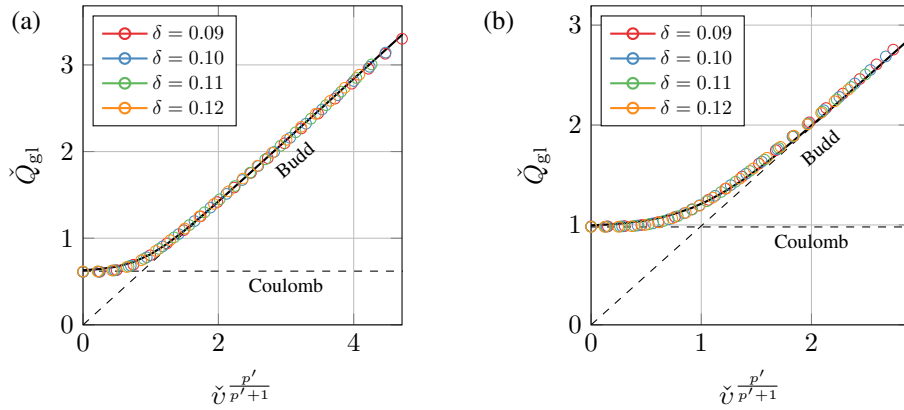 (a)
δ = 0.09
δ = 0.10
δ = 0.11
δ = 0.12
Budd
Coulomb
Q̌gl
0
1
2
3
0
2
4
v̌^{p′/(p′+1)}
(b)
δ = 0.09
δ = 0.10
δ = 0.11
δ = 0.12
Budd
Coulomb
Q̌gl
0
1
2
3
0
1
2
v̌^{p′/(p′+1)}